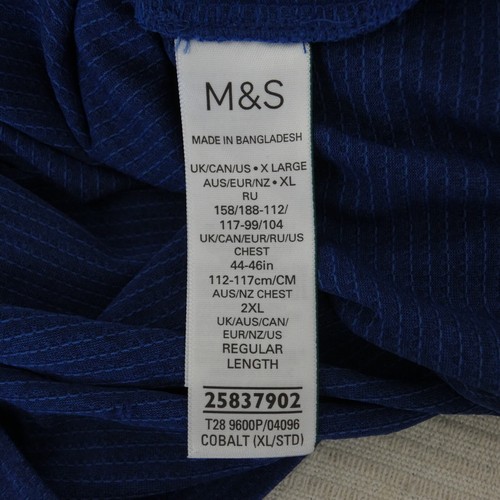 M&S
MADE IN BANGLADESH
UK/CAN/US • X LARGE
AUS/EUR/NZ • XL
RU
158/188-112/
117-99/104
UK/CAN/EUR/RU/US
CHEST
44-46in
112-117cm/CM
AUS/NZ CHEST
2XL
UK/AUS/CAN/
EUR/NZ/US
REGULAR
LENGTH
25837902
T28 9600P/04096
COBALT (XL/STD)